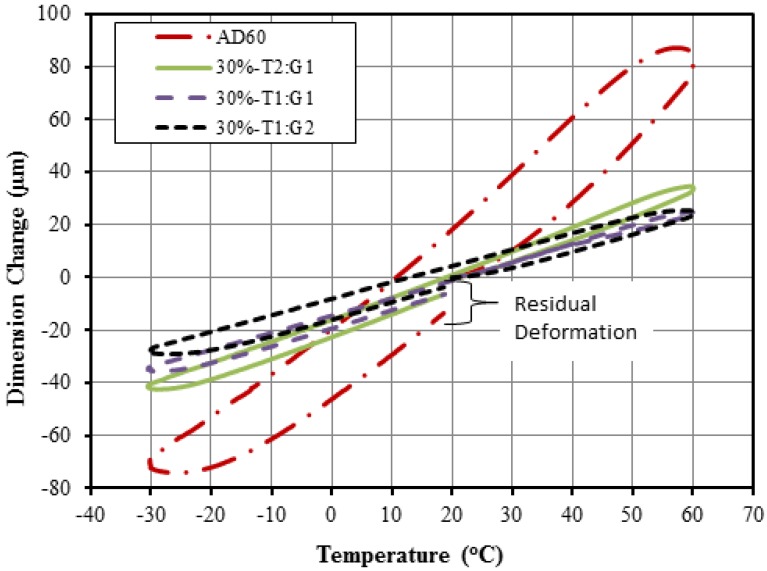 100
80
60
40
20
0
-20
-40
-60
-80
Dimension Change (µm)
AD60
30%-T2:G1
30%-T1:G1
30%-T1:G2
Residual
Deformation
-40 -30 -20 -10 0 10 20 30 40 50 60 70
Temperature (°C)